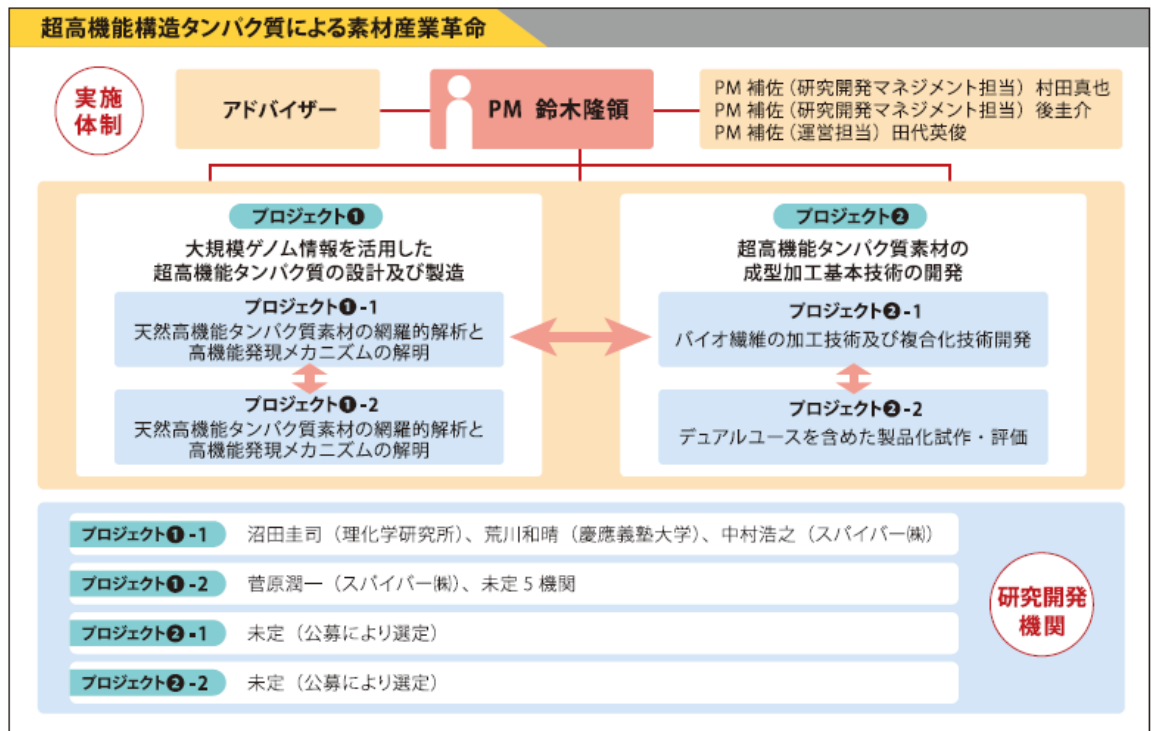 超高機能構造タンパク質による素材産業革命
実施
体制
アドバイザー
PM 鈴木隆領
PM 補佐（研究開発マネジメント担当）村田真也
PM 補佐（研究開発マネジメント担当）後圭介
PM 補佐（運営担当）田代英俊
プロジェクト❶
大規模ゲノム情報を活用した
超高機能タンパク質の設計及び製造
プロジェクト❶-1
天然高機能タンパク質素材の網羅的解析と
高機能発現メカニズムの解明
プロジェクト❶-2
天然高機能タンパク質素材の網羅的解析と
高機能発現メカニズムの解明
プロジェクト❷
超高機能タンパク質素材の
成型加工基本技術の開発
プロジェクト❷-1
バイオ繊維の加工技術及び複合化技術開発
プロジェクト❷-2
デュアルユースを含めた製品化試作・評価
プロジェクト❶-1 沼田圭司（理化学研究所）、荒川和晴（慶應義塾大学）、中村浩之（スパイバー㈱）
プロジェクト❶-2 菅原潤一（スパイバー㈱）、未定 5 機関
プロジェクト❷-1 未定（公募により選定）
プロジェクト❷-2 未定（公募により選定）
研究開発
機関